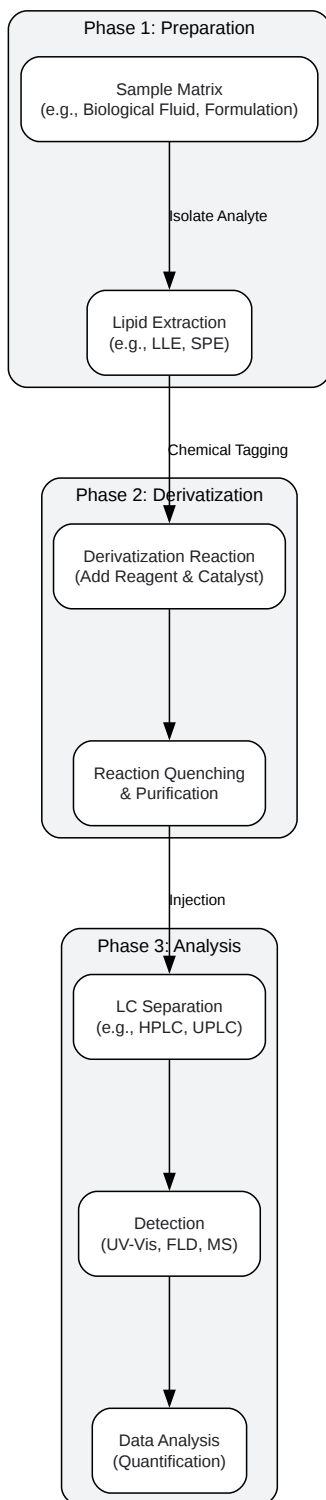 Phase 1: Preparation
Sample Matrix
(e.g., Biological Fluid, Formulation)
Isolate Analyte
Lipid Extraction
(e.g., LLE, SPE)
Chemical Tagging
Phase 2: Derivatization
Derivatization Reaction
(Add Reagent & Catalyst)
Reaction Quenching
& Purification
Injection
Phase 3: Analysis
LC Separation
(e.g., HPLC, UPLC)
Detection
(UV-Vis, FLD, MS)
Data Analysis
(Quantification)